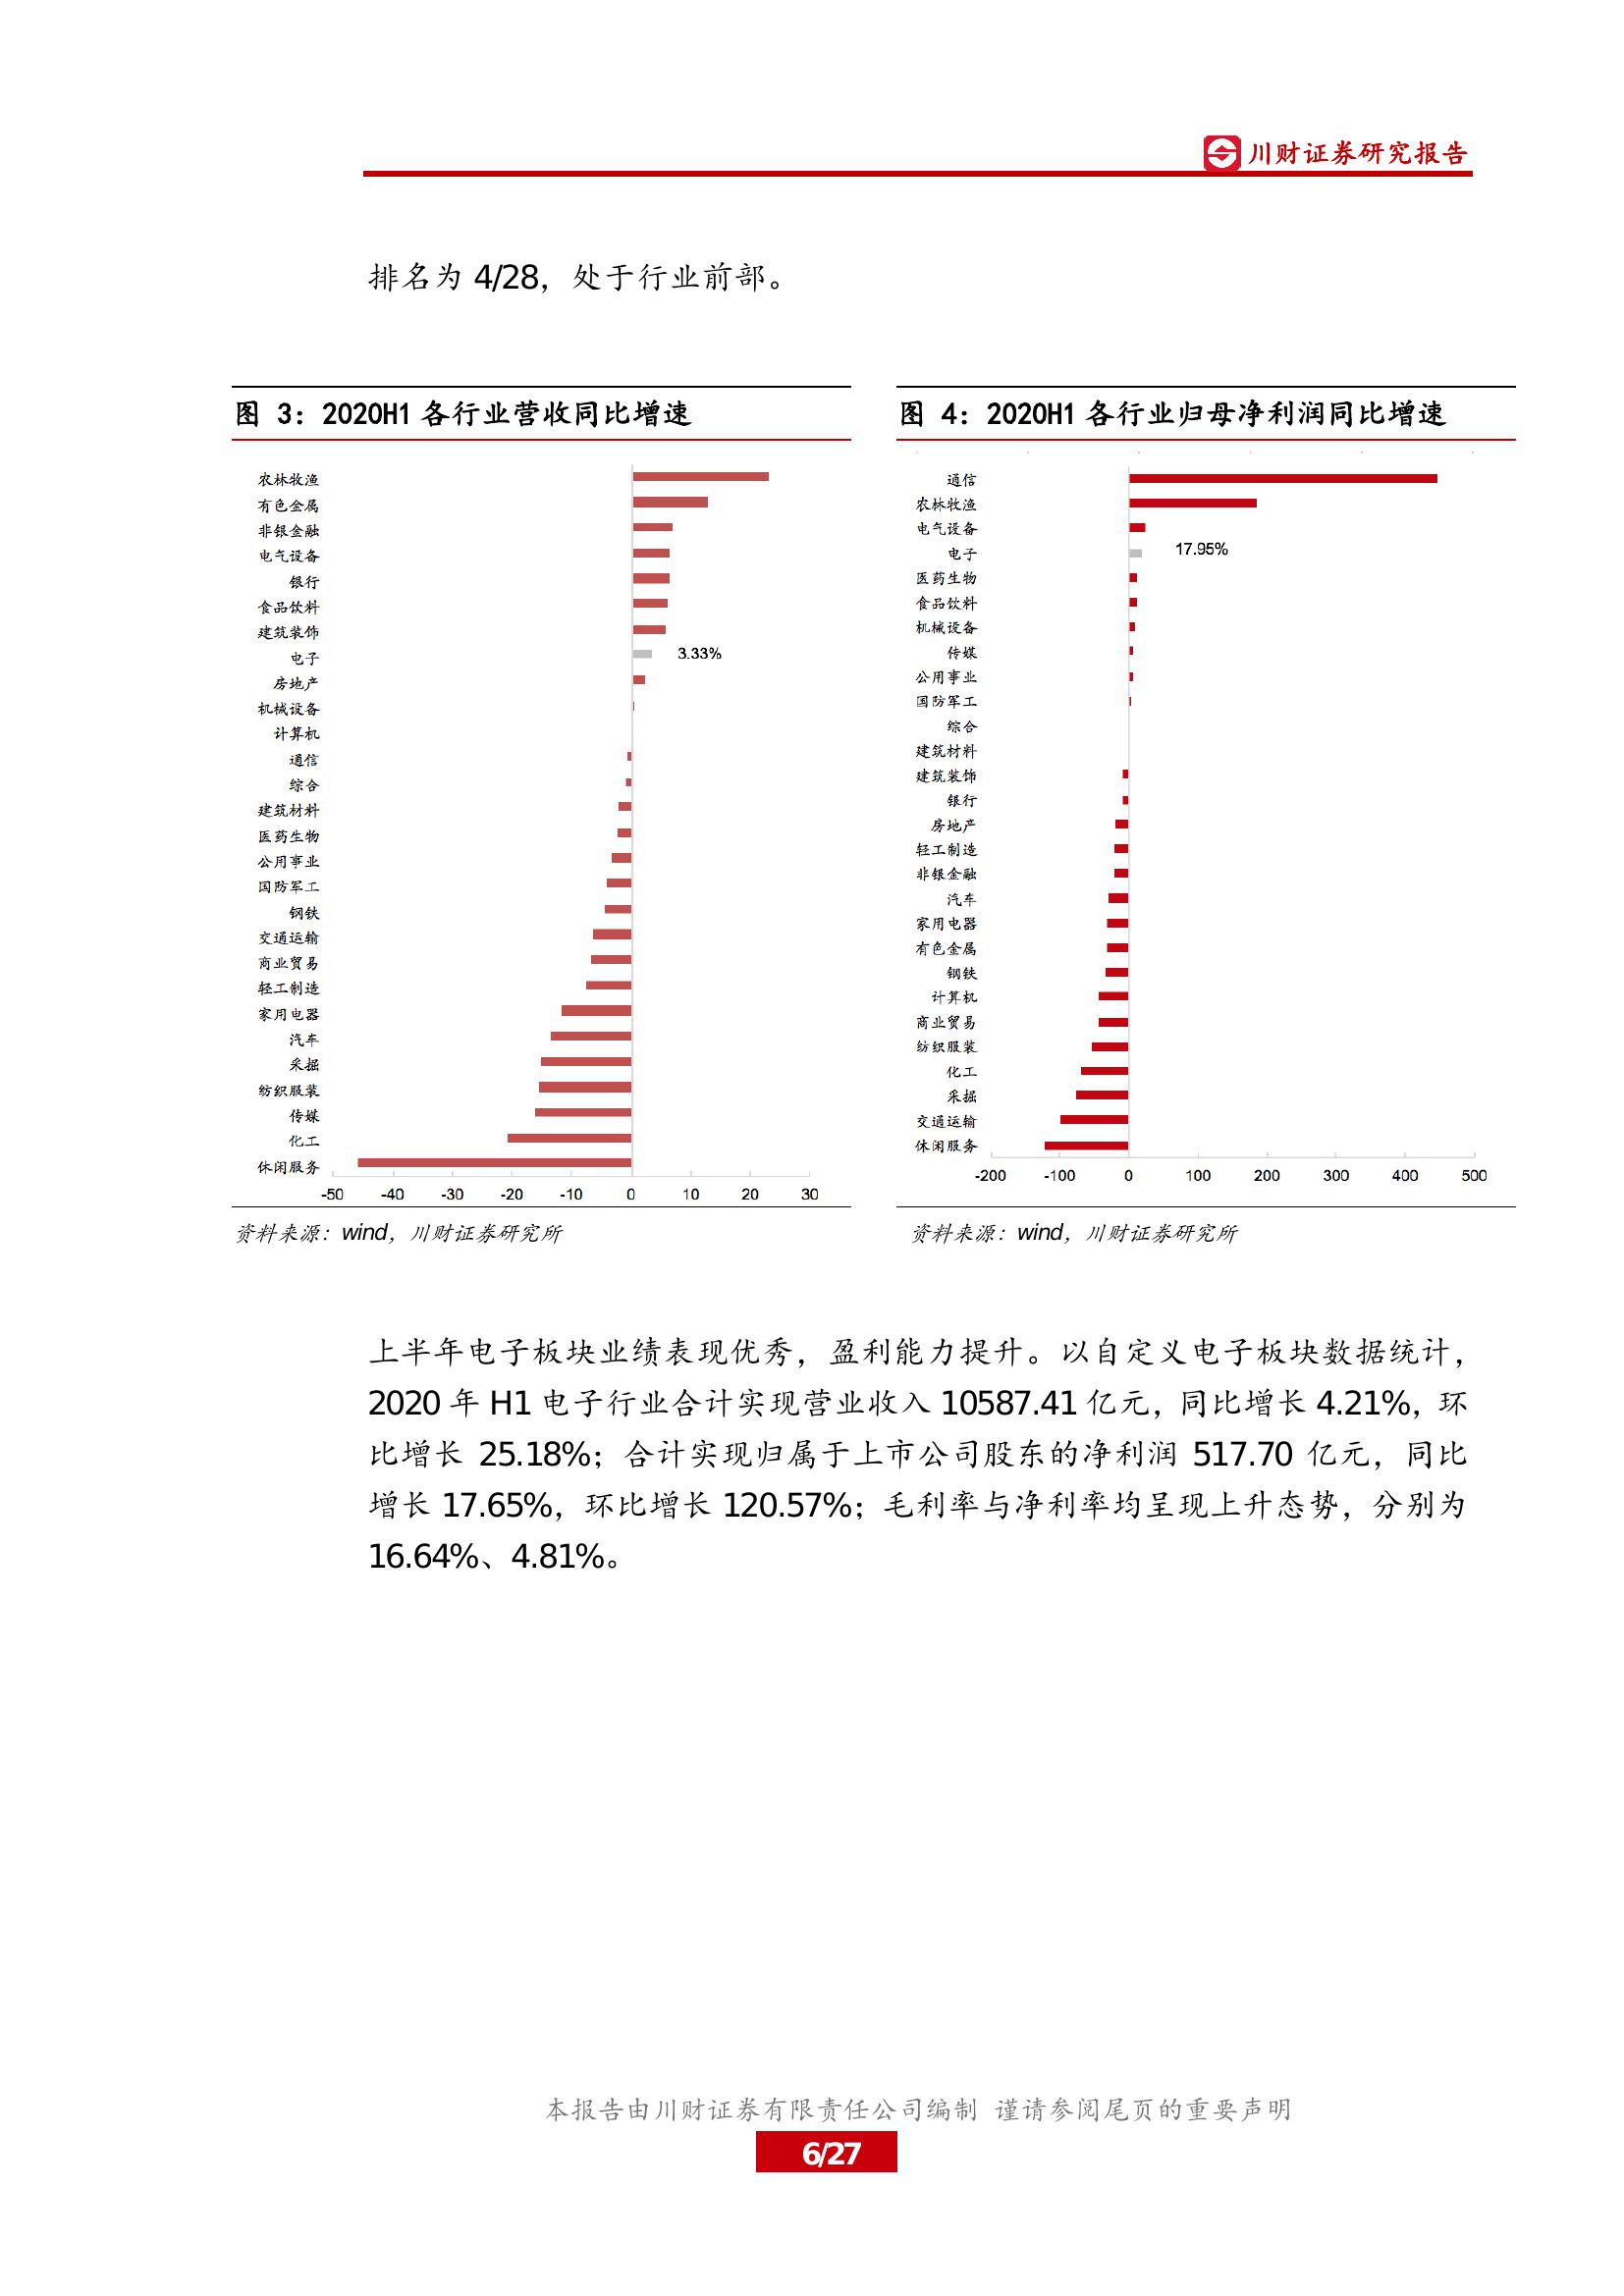 川财证券研究报告
排名为 4/28，处于行业前部。
图 3：2020H1 各行业营收同比增速
农林牧渔
有色金属
非银金融
电气设备
银行
食品饮料
建筑装饰
电子
3.33%
房地产
机械设备
计算机
通信
综合
建筑材料
医药生物
公用事业
国防军工
钢铁
交通运输
商业贸易
轻工制造
家用电器
汽车
采掘
纺织服装
传媒
化工
休闲服务
-50 -40 -30 -20 -10 0 10 20 30
资料来源：wind，川财证券研究所
图 4：2020H1 各行业归母净利润同比增速
通信
农林牧渔
电气设备
电子
17.95%
医药生物
食品饮料
机械设备
传媒
公用事业
国防军工
综合
建筑材料
建筑装饰
银行
房地产
轻工制造
非银金融
汽车
家用电器
有色金属
钢铁
计算机
商业贸易
纺织服装
化工
采掘
交通运输
休闲服务
-200 -100 0 100 200 300 400 500
资料来源：wind，川财证券研究所
上半年电子板块业绩表现优秀，盈利能力提升。以自定义电子板块数据统计，
2020 年 H1 电子行业合计实现营业收入 10587.41 亿元，同比增长 4.21%，环
比增长 25.18%；合计实现归属于上市公司股东的净利润 517.70 亿元，同比
增长 17.65%，环比增长 120.57%；毛利率与净利率均呈现上升态势，分别为
16.64%、4.81%。
本报告由川财证券有限责任公司编制 谨请参阅尾页的重要声明
6/27